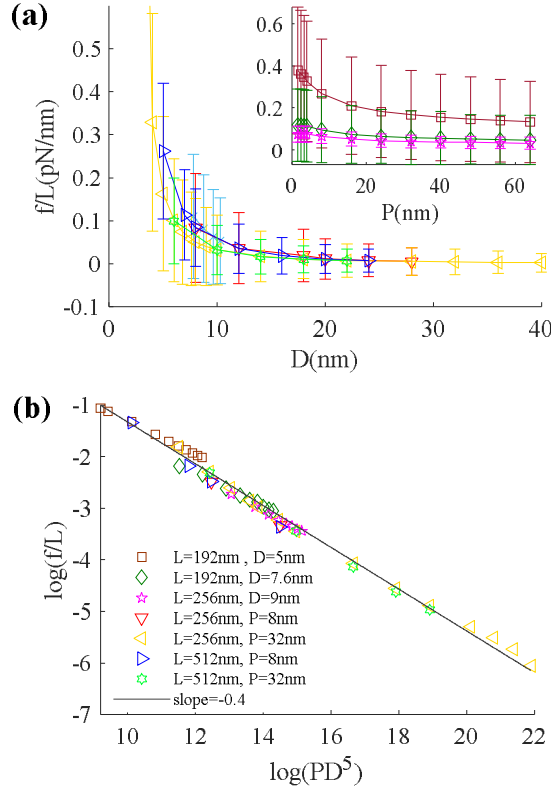 (a)
f/L(pN/nm)
0.5
0.4
0.3
0.2
0.1
0
-0.1
0
10
20
30
40
D(nm)
0.6
0.4
0.2
0
0
20
40
60
P(nm)
(b)
log(f/L)
-1
-2
-3
-4
-5
-6
-7
10
12
14
16
18
20
22
log(PD⁵)
L=192nm , D=5nm
L=192nm, D=7.6nm
L=256nm, D=9nm
L=256nm, P=8nm
L=256nm, P=32nm
L=512nm, P=8nm
L=512nm, P=32nm
slope=-0.4